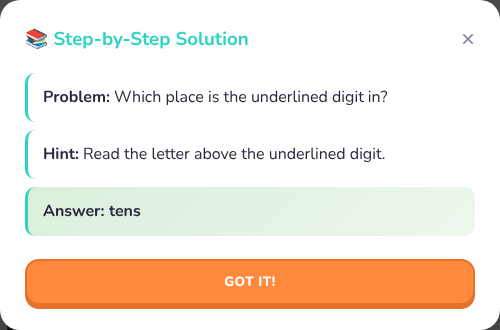 📚 Step-by-Step Solution
Problem: Which place is the underlined digit in?
Hint: Read the letter above the underlined digit.
Answer: tens
GOT IT!